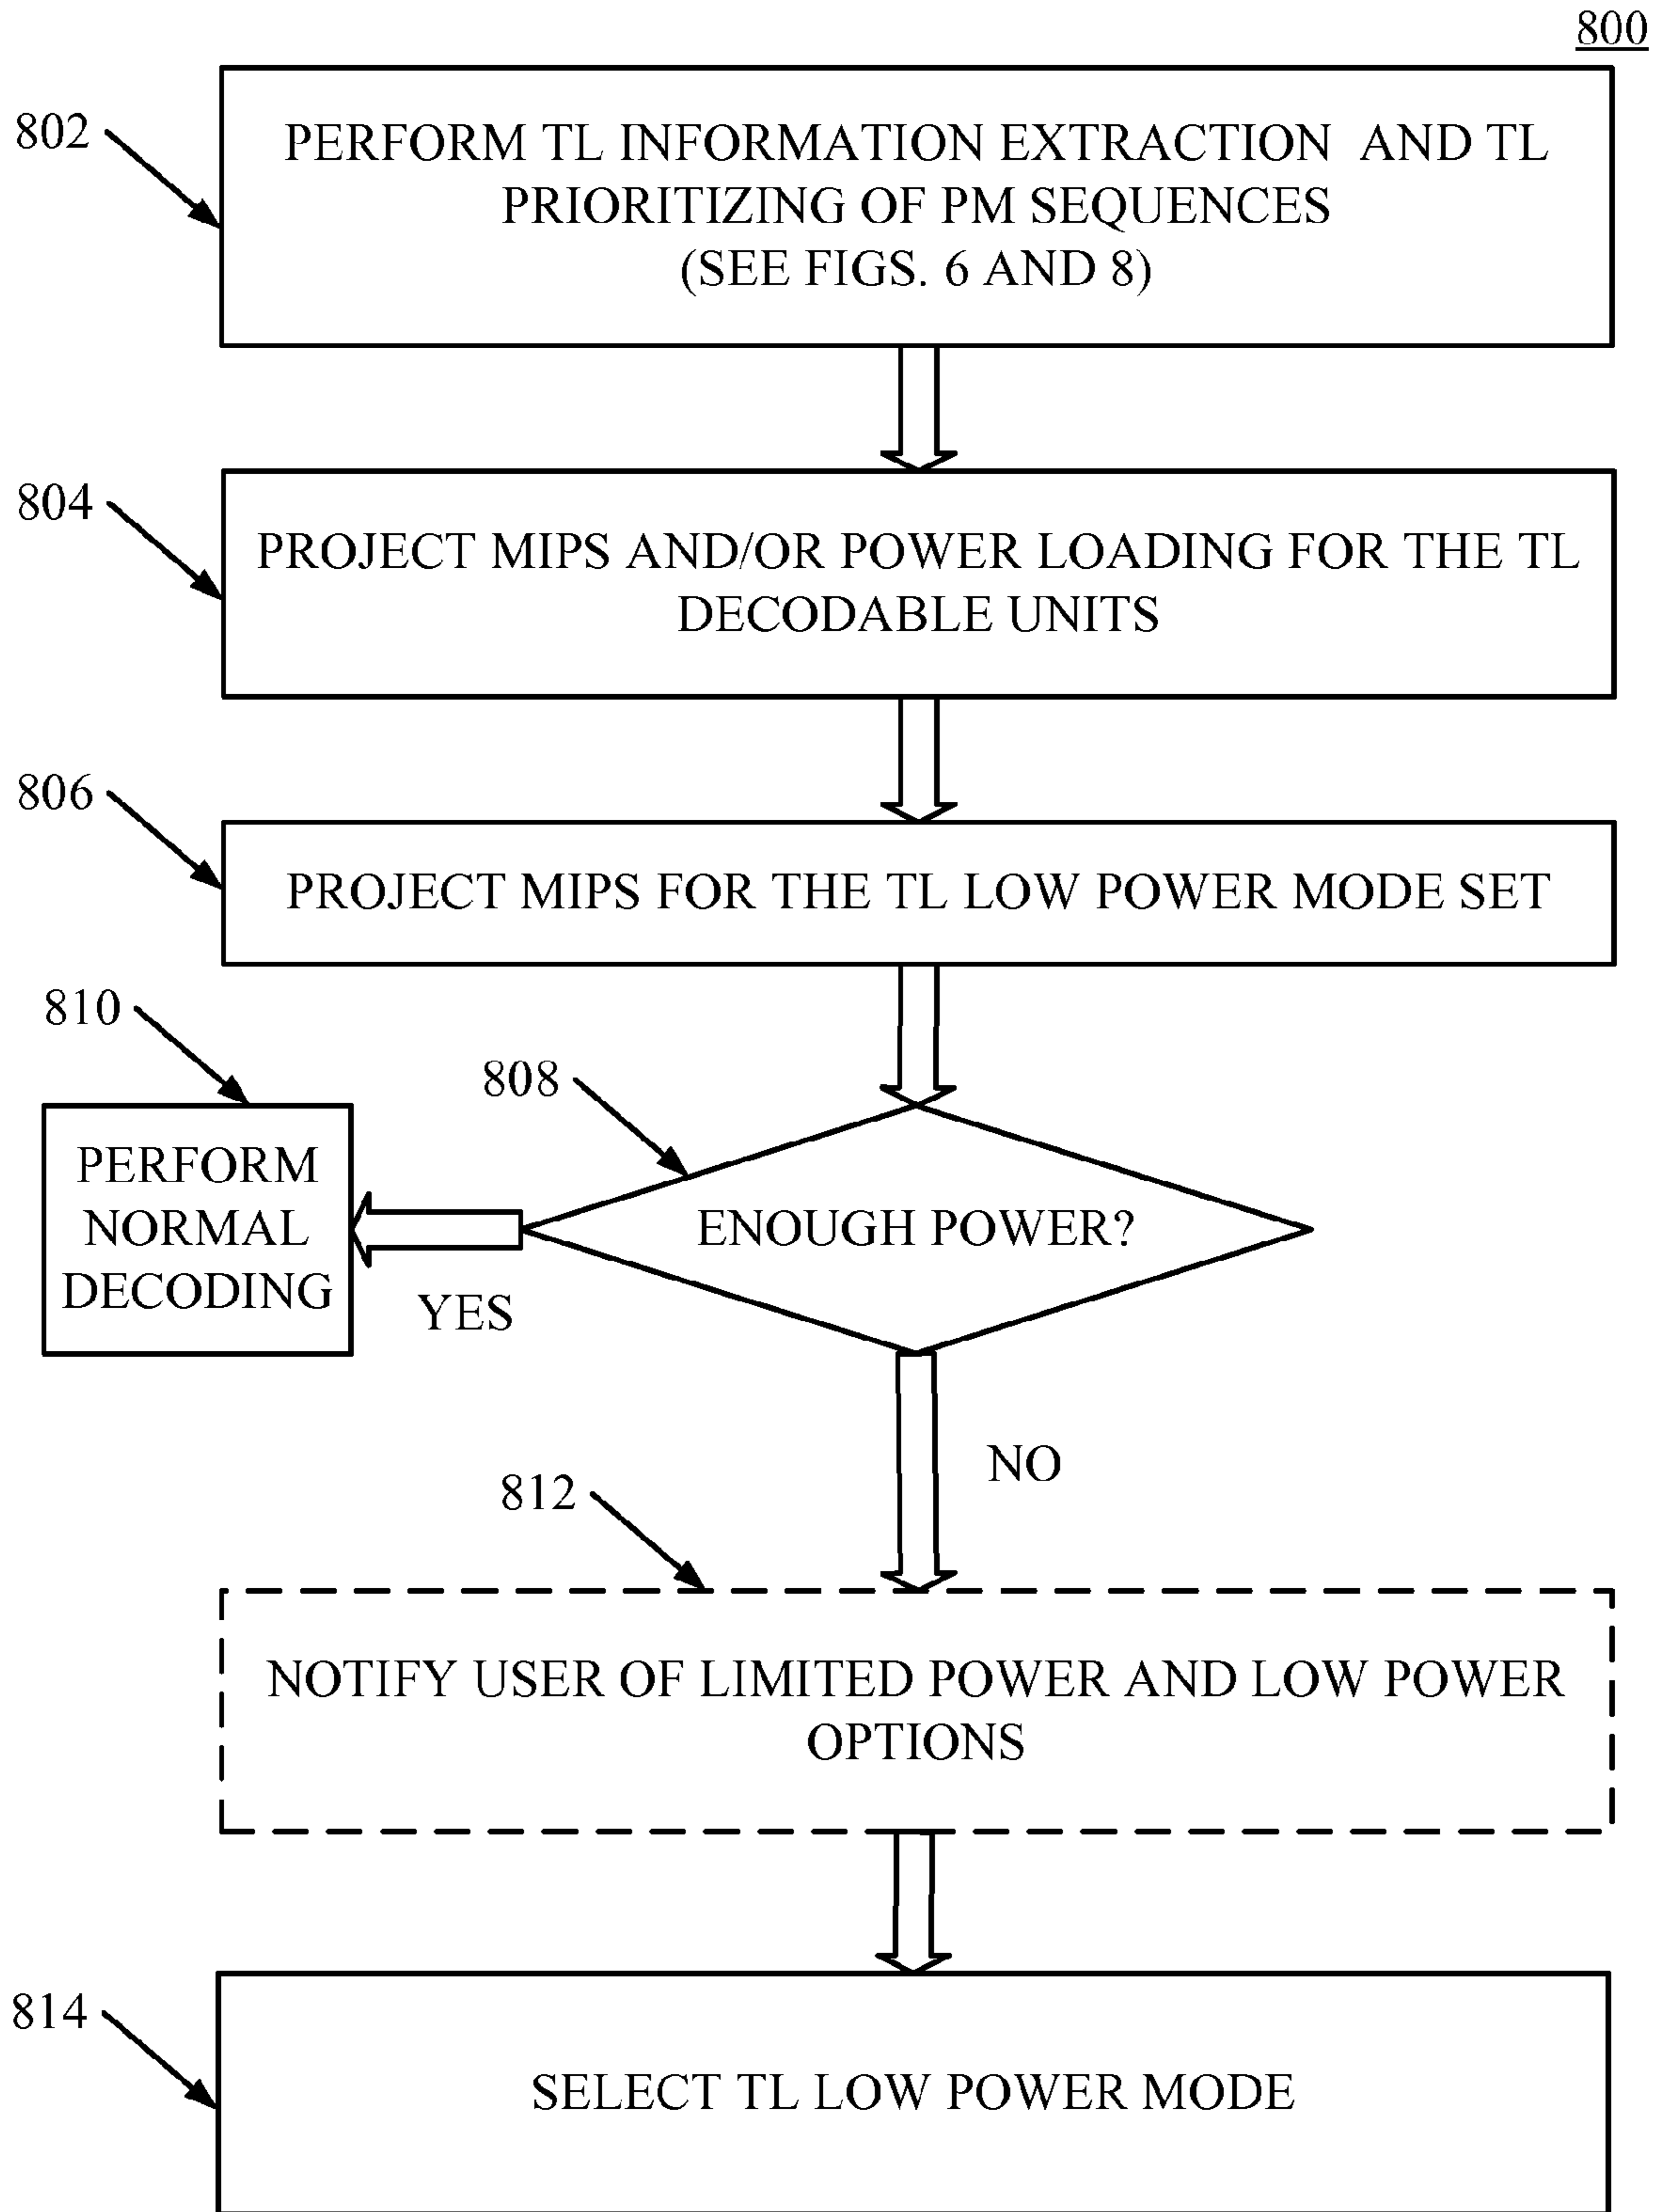 800
802
PERFORM TL INFORMATION EXTRACTION AND TL
PRIORITIZING OF PM SEQUENCES
(SEE FIGS. 6 AND 8)
804
PROJECT MIPS AND/OR POWER LOADING FOR THE TL
DECODABLE UNITS
806
PROJECT MIPS FOR THE TL LOW POWER MODE SET
810
808
PERFORM
NORMAL
DECODING
ENOUGH POWER?
YES
NO
812
NOTIFY USER OF LIMITED POWER AND LOW POWER
OPTIONS
814
SELECT TL LOW POWER MODE